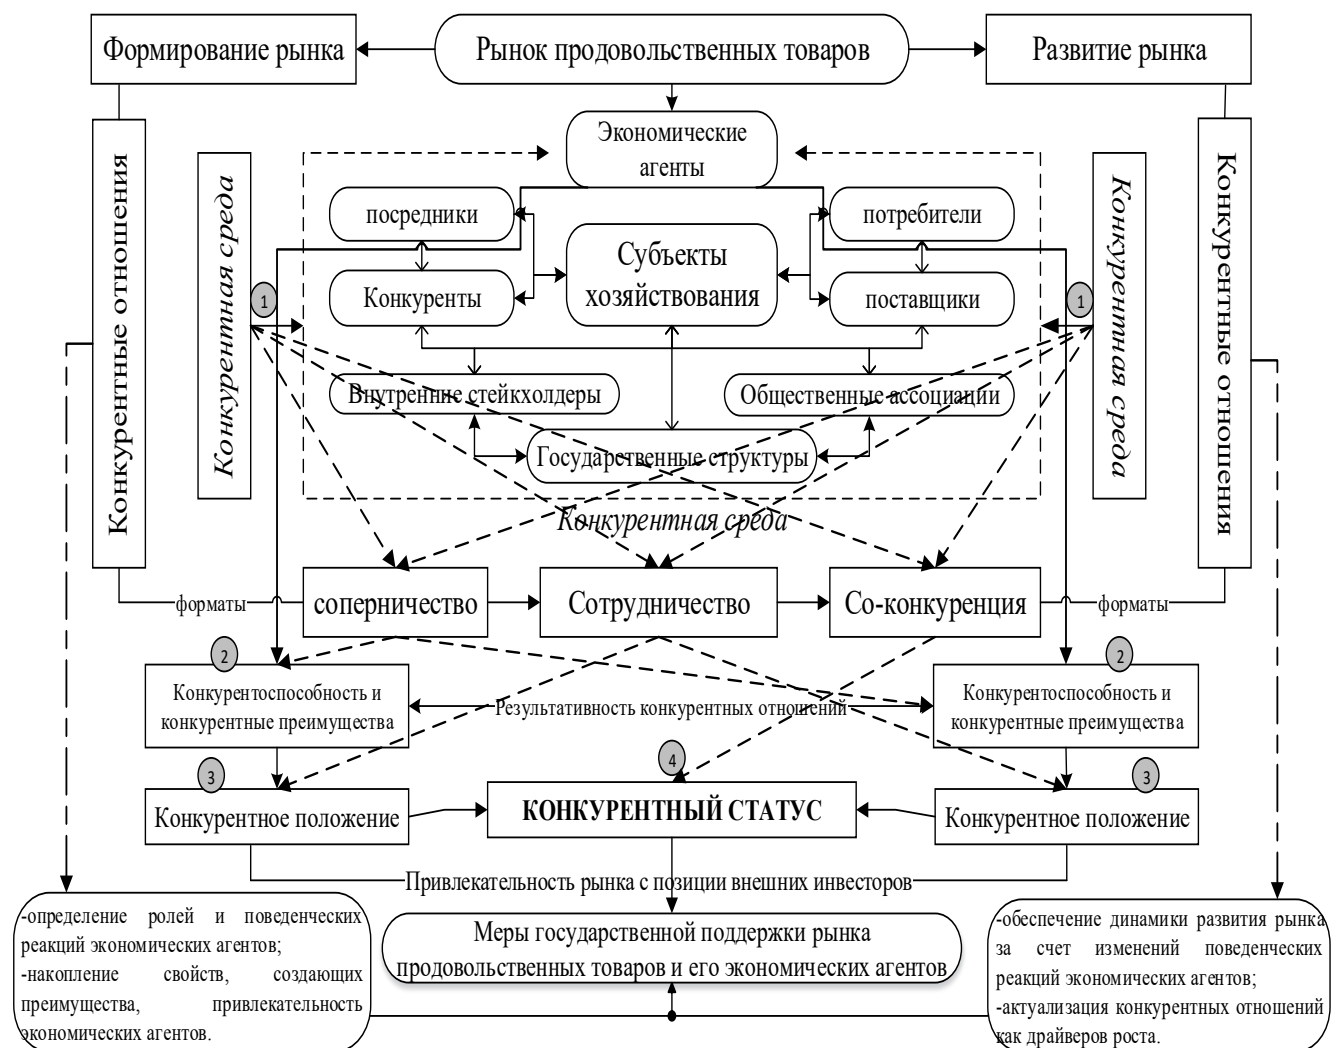 Формирование рынка
Рынок продовольственных товаров
Развитие рынка
Экономические
агенты
Конкурентные отношения
Конкурентная среда
посредники
потребители
Конкурентная среда
Конкурентные отношения
Субъекты
хозяйствования
Конкуренты
поставщики
1
1
Внутренние стейкхолдеры
Общественные ассоциации
Государственные структуры
Конкурентная среда
форматы
соперничество
Сотрудничество
Со-конкуренция
форматы
2
2
Конкурентоспособность и
конкурентные преимущества
Результативность конкурентных отношений
Конкурентоспособность и
конкурентные преимущества
3
4
3
Конкурентное положение
КОНКУРЕНТНЫЙ СТАТУС
Конкурентное положение
Привлекательность рынка с позиции внешних инвесторов
-определение ролей и поведенческих
реакций экономических агентов;
-накопление свойств, создающих
преимущества, привлекательность
экономических агентов.
Меры государственной поддержки рынка
продовольственных товаров и его экономических агентов
-обеспечение динамики развития рынка
за счет изменений поведенческих
реакций экономических агентов;
-актуализация конкурентных отношений
как драйверов роста.